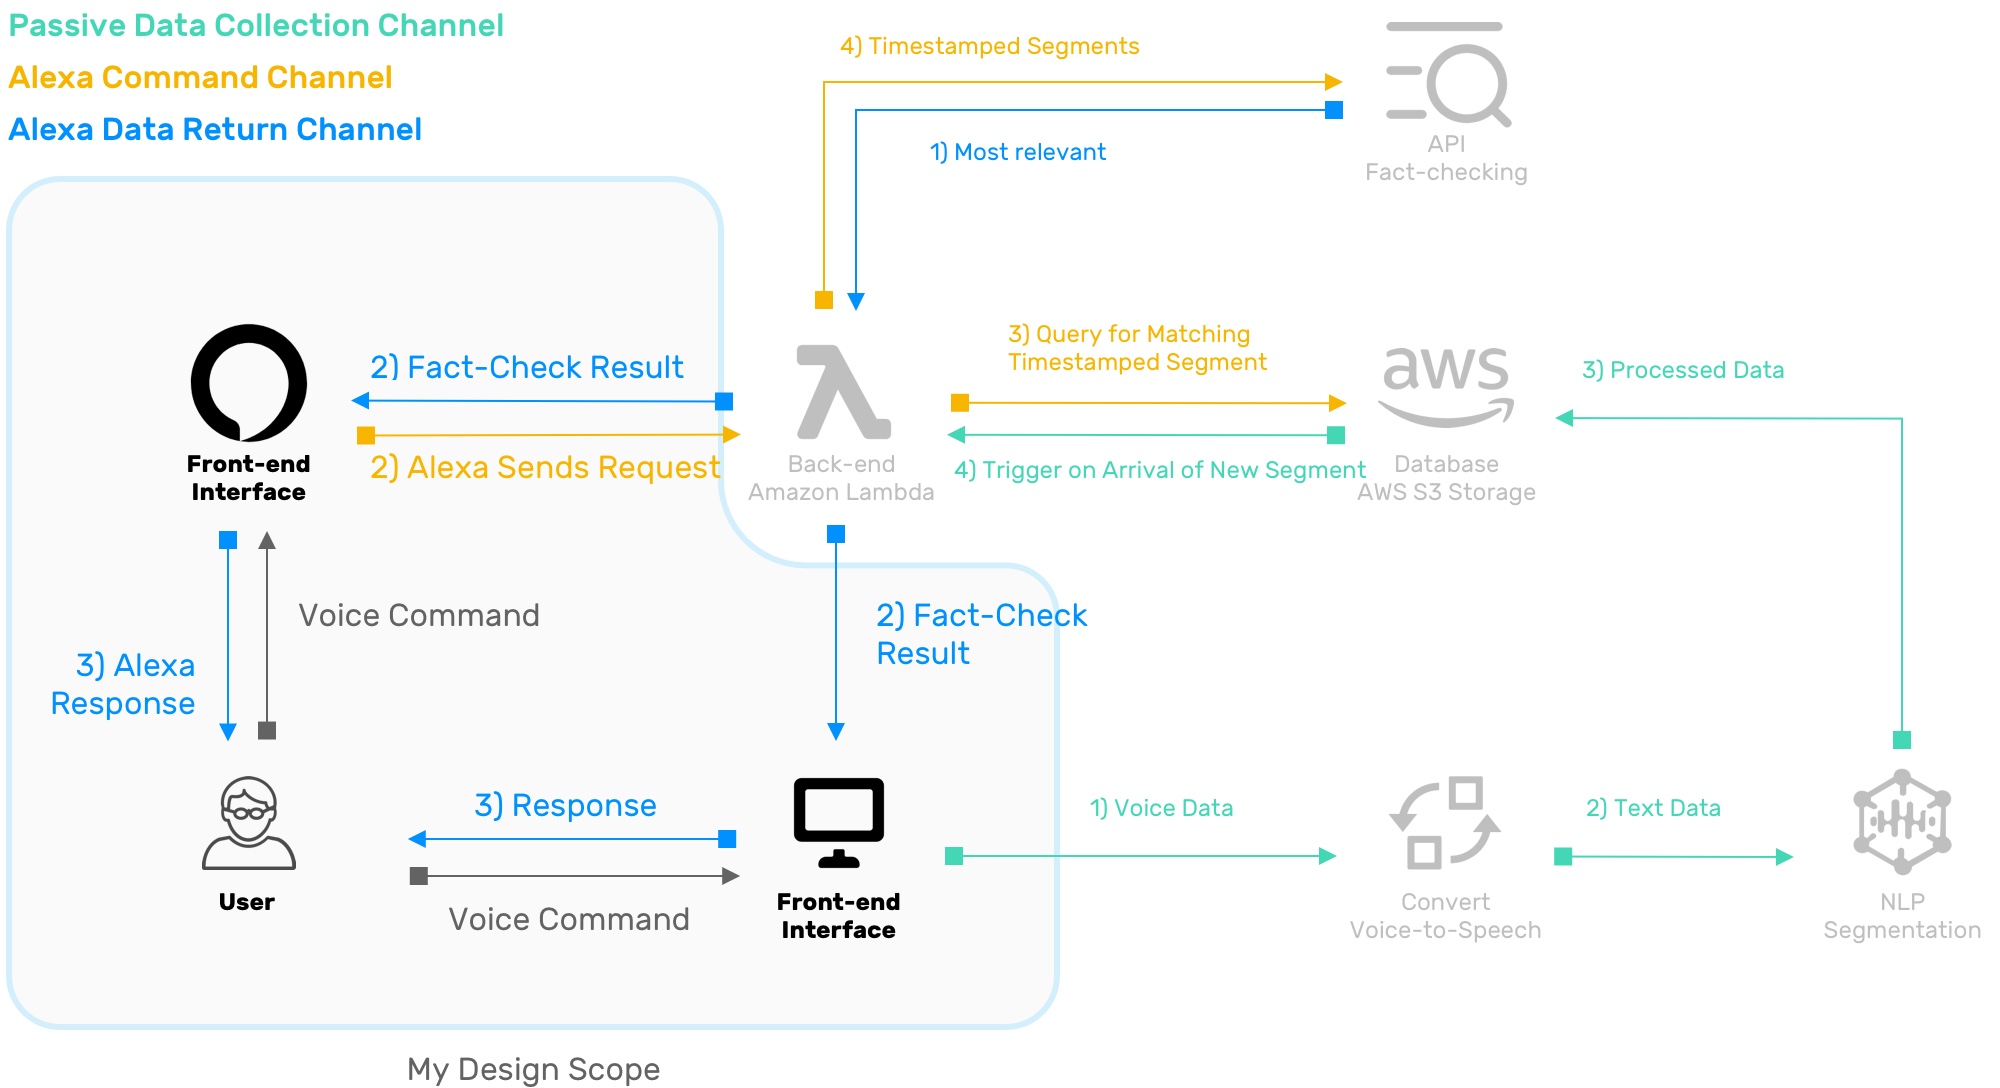 Passive Data Collection Channel
Alexa Command Channel
Alexa Data Return Channel
4) Timestamped Segments
1) Most relevant
API
Fact-checking
2) Fact-Check Result
2) Alexa Sends Request
Front-end
Interface
Back-end
Amazon Lambda
3) Query for Matching
Timestamped Segment
4) Trigger on Arrival of New Segment
aws
Database
AWS S3 Storage
3) Processed Data
Voice Command
3) Alexa
Response
2) Fact-Check
Result
User
3) Response
Voice Command
Front-end
Interface
1) Voice Data
Convert
Voice-to-Speech
2) Text Data
NLP
Segmentation
My Design Scope